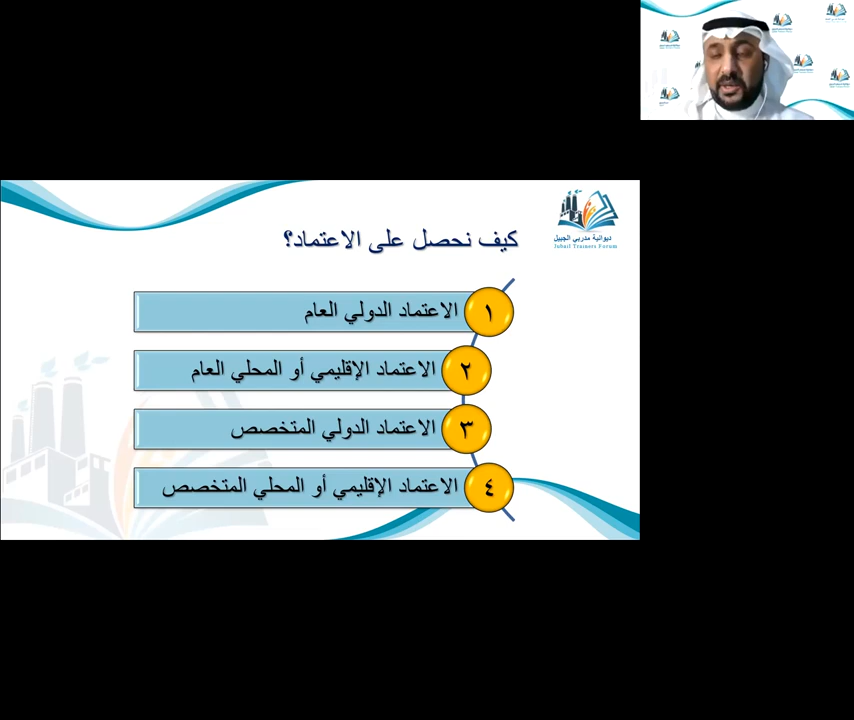 كيف نحصل على الاعتماد؟
ديوانية مدربي الجبيل
Jubail Trainers Forum
١ الاعتماد الدولي العام
٢ الاعتماد الإقليمي أو المحلي العام
٣ الاعتماد الدولي المتخصص
٤ الاعتماد الإقليمي أو المحلي المتخصص